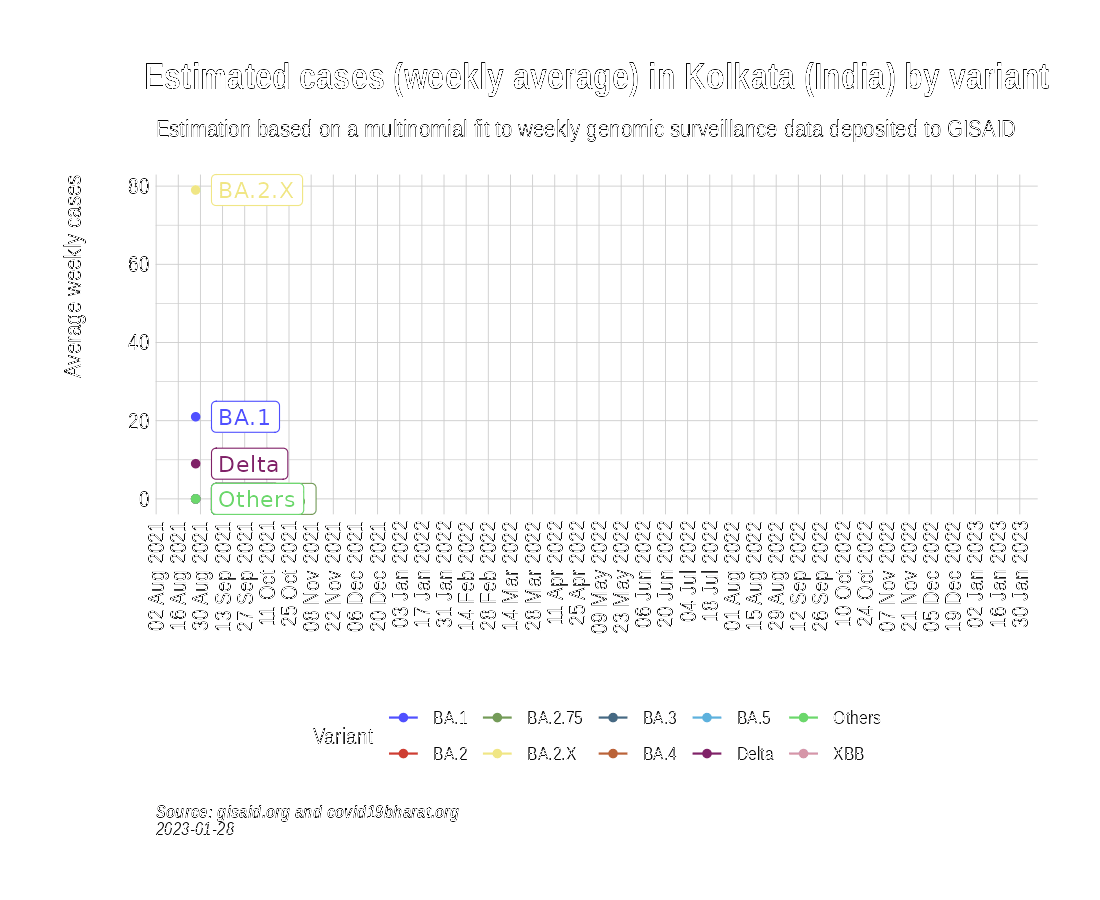 Estimated cases (weekly average) in Kolkata (India) by variant
Estimation based on a multinomial fit to weekly genomic surveillance data deposited to GISAID
Average weekly cases
80
60
40
20
0
BA.2.X
BA.1
Delta
Others
02 Aug 2021
16 Aug 2021
30 Aug 2021
13 Sep 2021
27 Sep 2021
11 Oct 2021
25 Oct 2021
08 Nov 2021
22 Nov 2021
06 Dec 2021
20 Dec 2021
03 Jan 2022
17 Jan 2022
31 Jan 2022
14 Feb 2022
28 Feb 2022
14 Mar 2022
28 Mar 2022
11 Apr 2022
25 Apr 2022
09 May 2022
23 May 2022
06 Jun 2022
20 Jun 2022
04 Jul 2022
18 Jul 2022
01 Aug 2022
15 Aug 2022
29 Aug 2022
12 Sep 2022
26 Sep 2022
10 Oct 2022
24 Oct 2022
07 Nov 2022
21 Nov 2022
05 Dec 2022
19 Dec 2022
02 Jan 2023
16 Jan 2023
30 Jan 2023
Variant
BA.1 BA.2.75 BA.3 BA.5 Others
BA.2 BA.2.X BA.4 Delta XBB
Source: gisaid.org and covid19bharat.org
2023-01-28